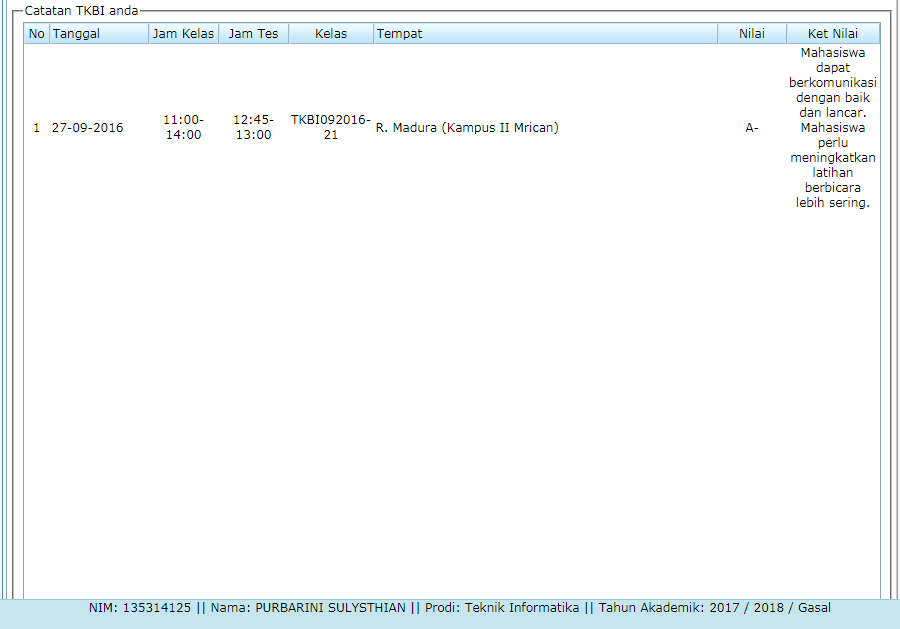 Catatan TKBI anda
No Tanggal Jam Kelas Jam Tes Kelas Tempat Nilai Ket Nilai
1 27-09-2016 11:00-14:00 12:45-13:00 TKBI092016-21 R. Madura (Kampus II Mrican) A-
Mahasiswa
dapat
berkomunikasi
dengan baik
dan lancar.
Mahasiswa
perlu
meningkatkan
latihan
berbicara
lebih sering.
NIM: 135314125 || Nama: PURBARINI SULYSTHIAN || Prodi: Teknik Informatika || Tahun Akademik: 2017 / 2018 / Gasal